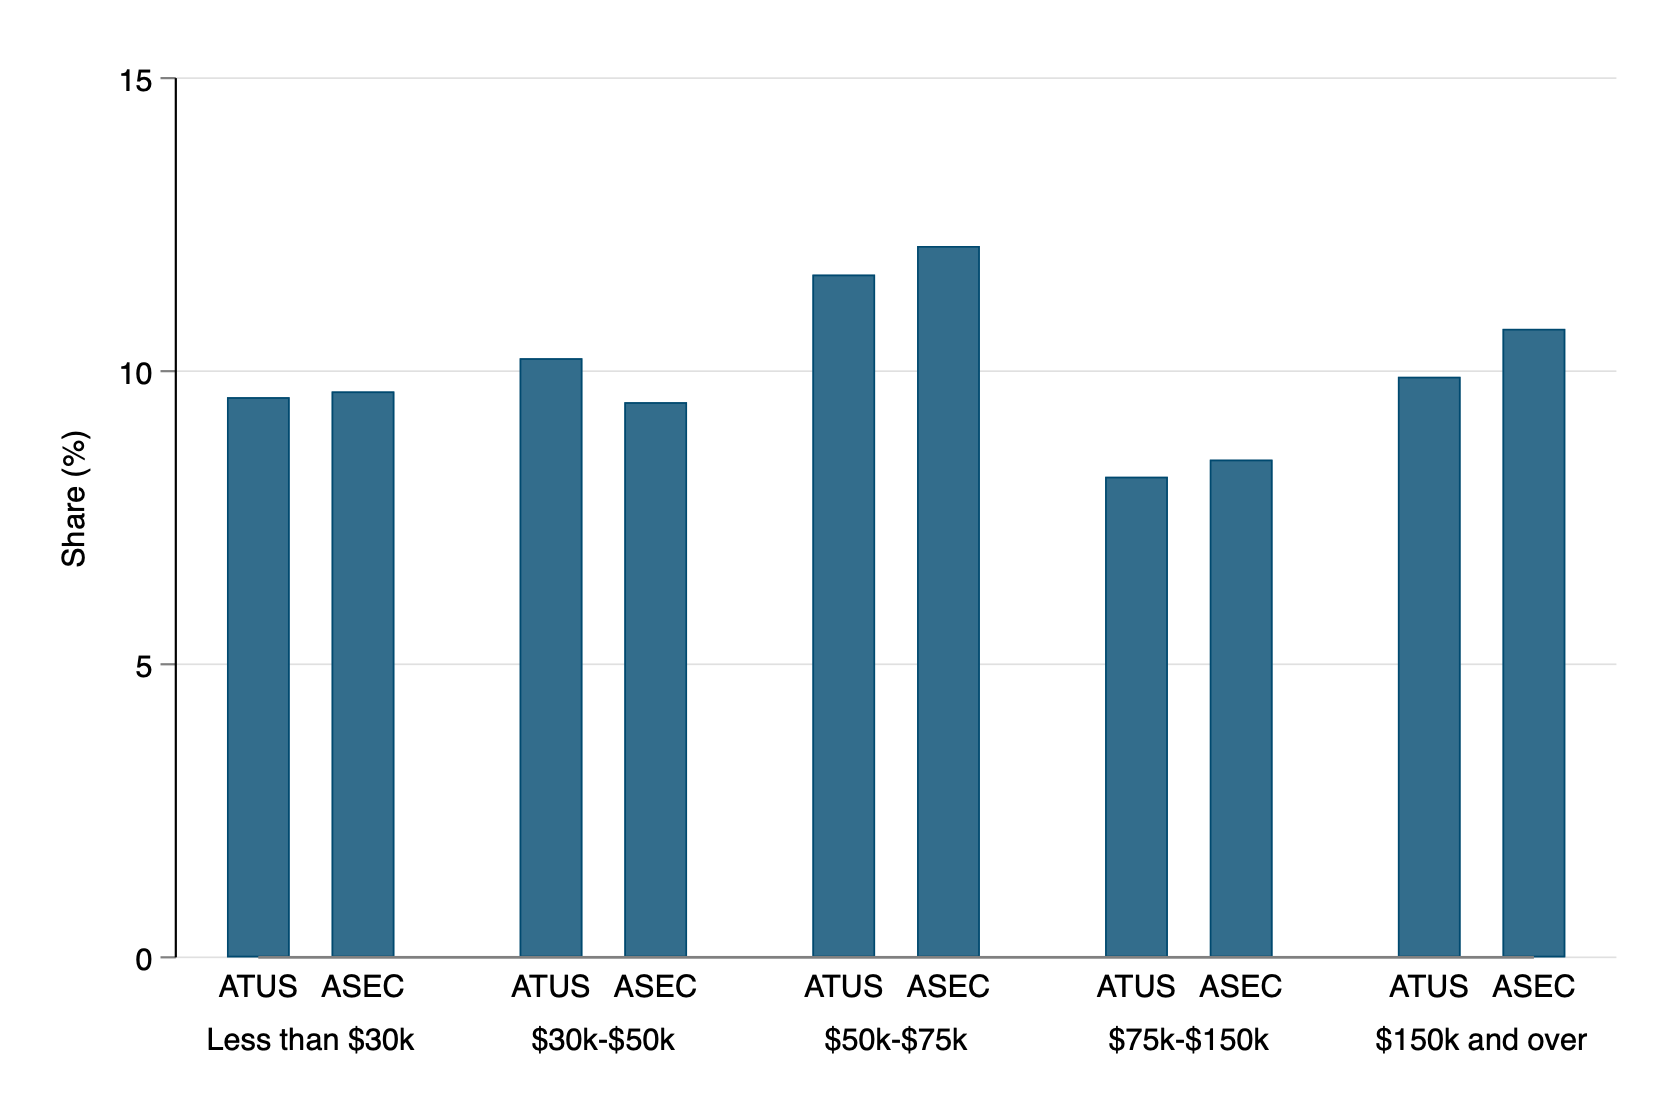 15
10
5
0
Share (%)
ATUS ASEC ATUS ASEC ATUS ASEC ATUS ASEC ATUS ASEC
Less than $30k $30k-$50k $50k-$75k $75k-$150k $150k and over